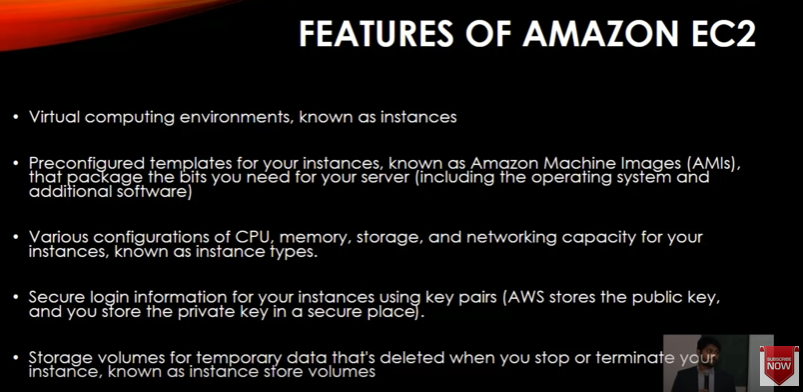 FEATURES OF AMAZON EC2
• Virtual computing environments, known as instances
• Preconfigured templates for your instances, known as Amazon Machine Images (AMIs),
that package the bits you need for your server (including the operating system and
additional software)
• Various configurations of CPU, memory, storage, and networking capacity for your
instances, known as instance types.
• Secure login information for your instances using key pairs (AWS stores the public key,
and you store the private key in a secure place).
• Storage volumes for temporary data that's deleted when you stop or terminate your
instance, known as instance store volumes
SUBSCRIBE
NOW